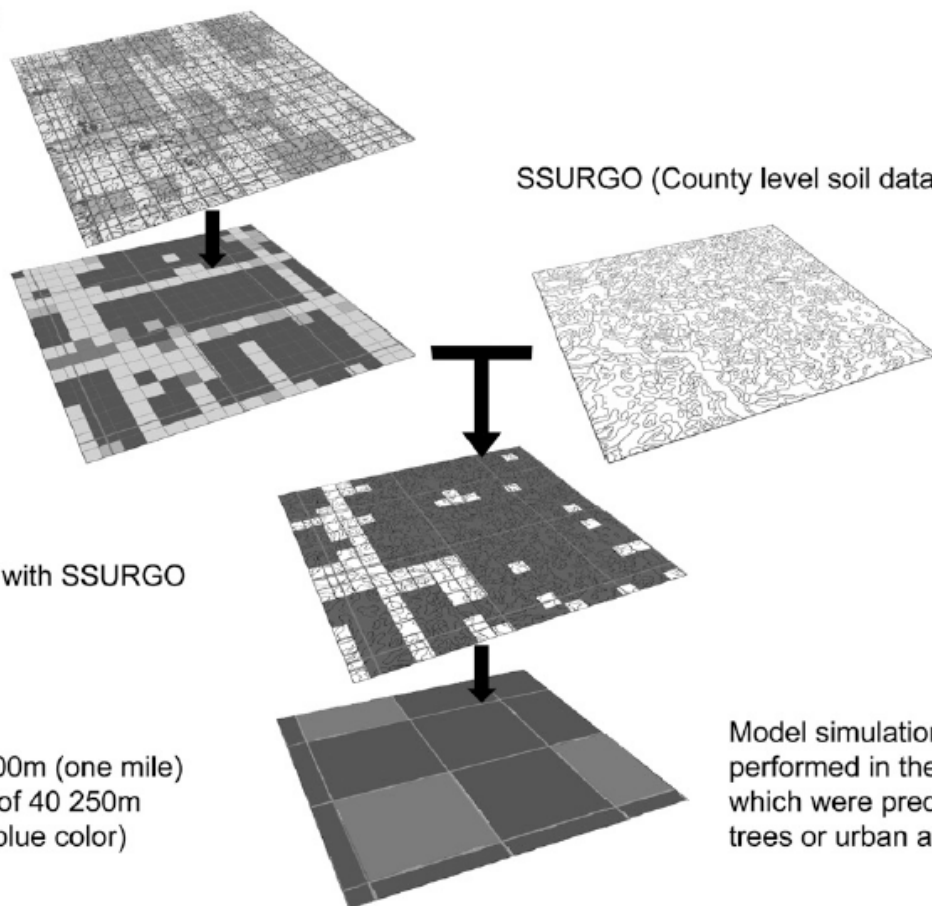 SSURGO (County level soil data
with SSURGO
00m (one mile)
of 40 250m
blue color)
Model simulation
performed in the
which were pred
trees or urban a